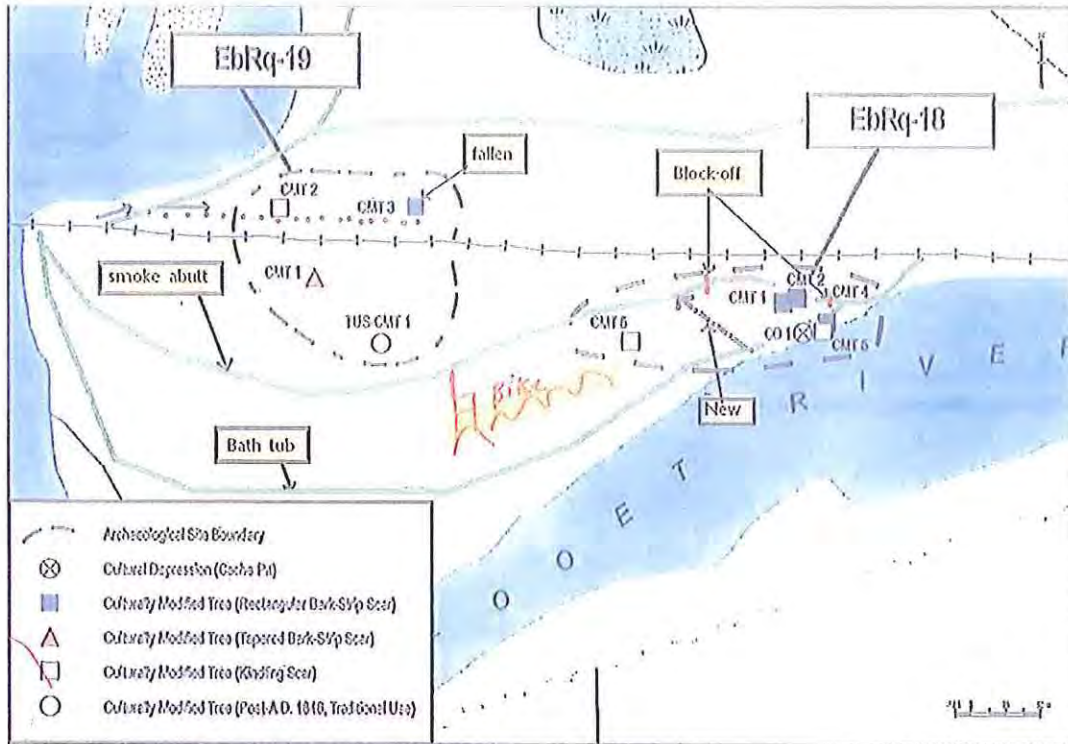 EbRq-19
EbRq-18
fallen
Block-off
CMT 2
CMT 3
smoke abutt
CMT 1
TUS CMT 1
CMT 2
CMT 1
CMT 4
CMT 5
CD 1
CMT 6
Bike
New
Bath tub
O O E T R I V E R
Archaeological Site Boundary
Cultural Depression (Cache Pit)
Culturally Modified Tree (Rectangular Bark-Strip Scar)
Culturally Modified Tree (Tapered Bark-Strip Scar)
Culturally Modified Tree (Kindling Scar)
Culturally Modified Tree (Post-A.D. 1846, Traditional Use)